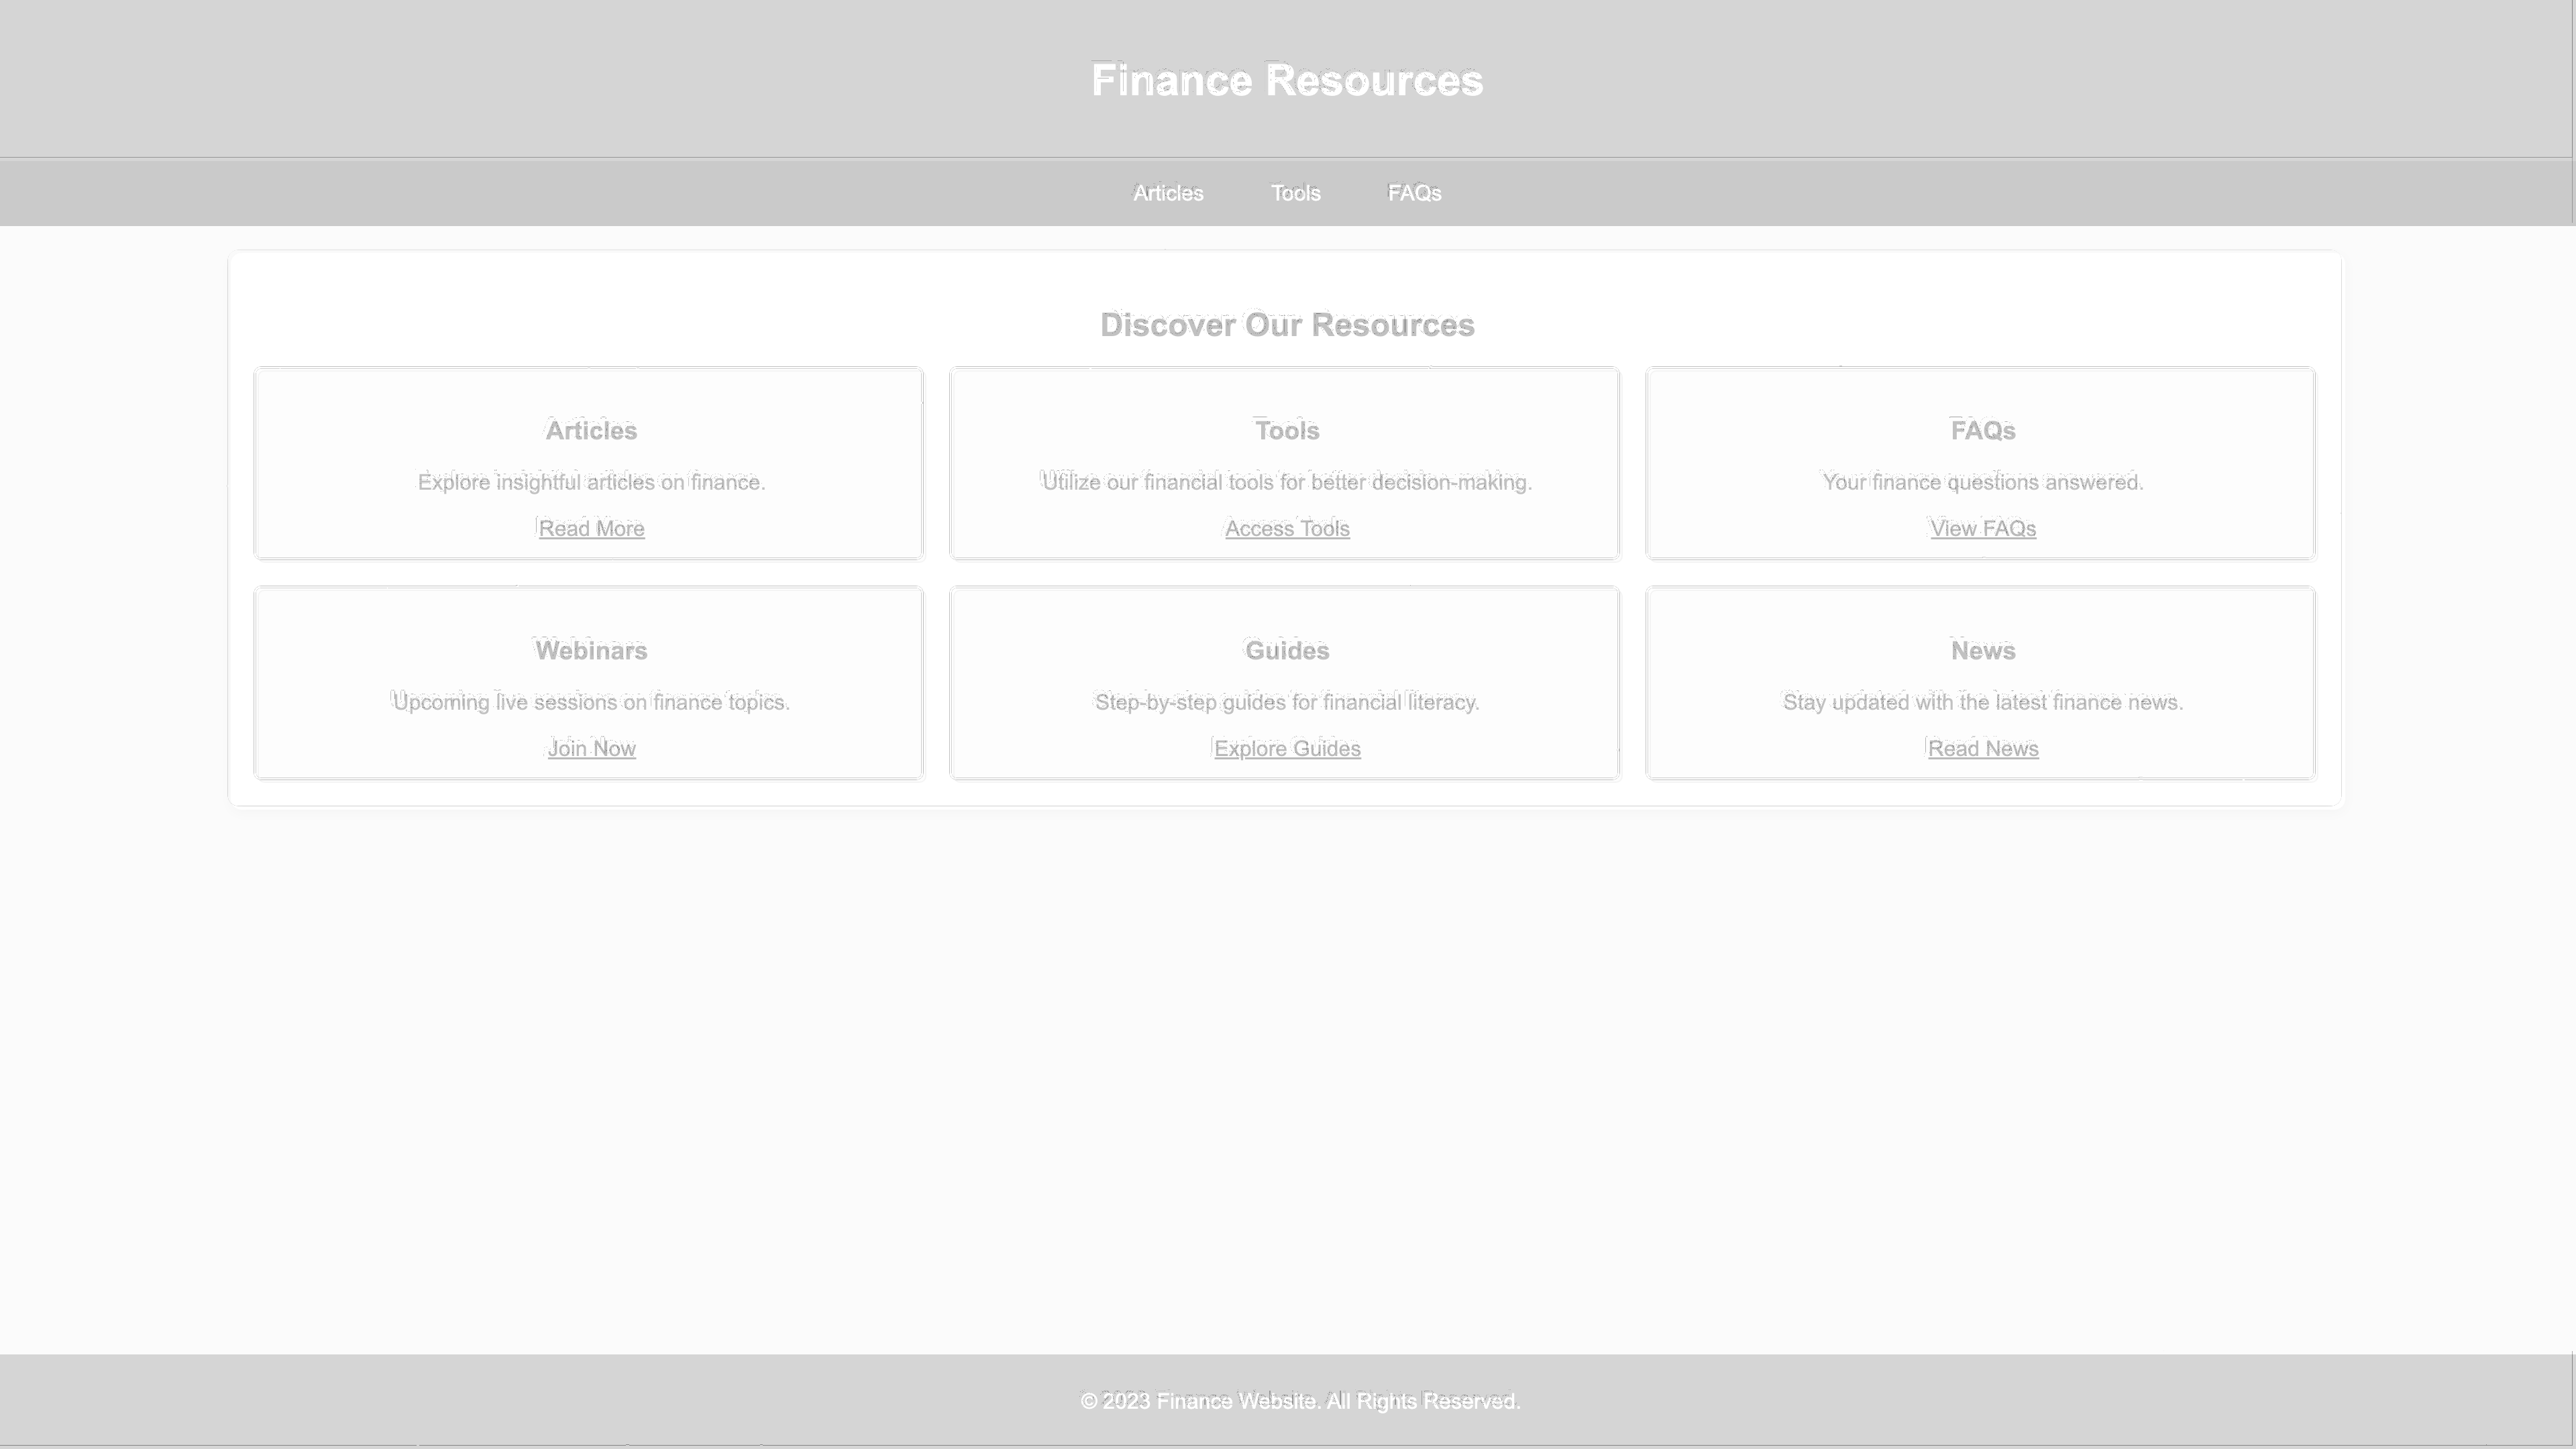 Finance Resources
Articles Tools FAQs
Discover Our Resources
Articles
Explore insightful articles on finance.
Read More
Tools
Utilize our financial tools for better decision-making.
Access Tools
FAQs
Your finance questions answered.
View FAQs
Webinars
Upcoming live sessions on finance topics.
Join Now
Guides
Step-by-step guides for financial literacy.
Explore Guides
News
Stay updated with the latest finance news.
Read News
© 2023 Finance Website. All Rights Reserved.